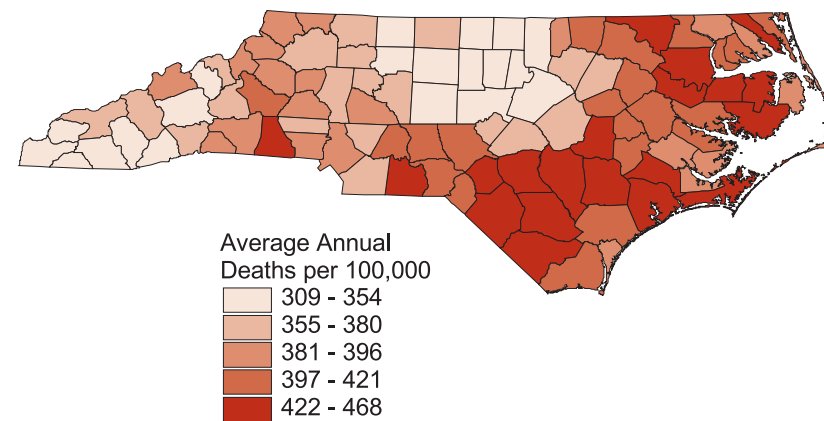 Average Annual
Deaths per 100,000
309 - 354
355 - 380
381 - 396
397 - 421
422 - 468